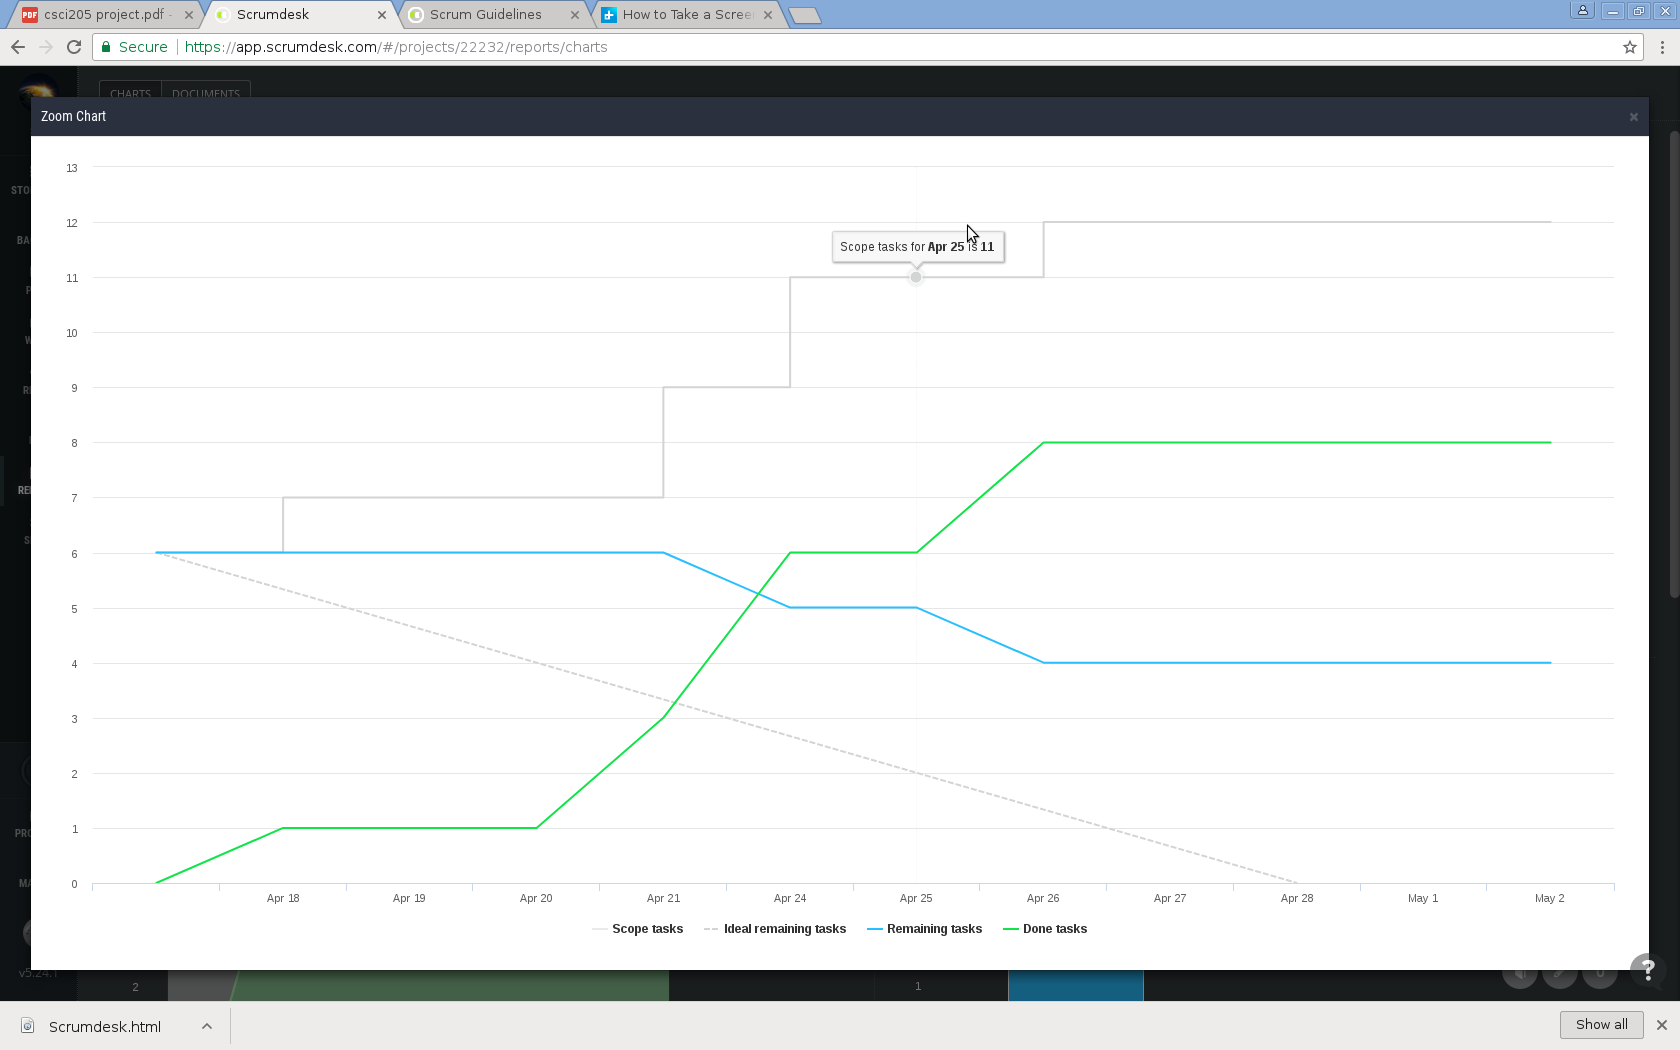 csci205 project.pdf -
Scrumdesk
Scrum Guidelines
How to Take a Scree
Secure
https://app.scrumdesk.com/#/projects/22232/reports/charts
CHARTS
DOCUMENTS
Zoom Chart
×
13
12
Scope tasks for Apr 25 is 11
11
10
9
8
7
6
5
4
3
2
1
0
Apr 18
Apr 19
Apr 20
Apr 21
Apr 24
Apr 25
Apr 26
Apr 27
Apr 28
May 1
May 2
Scope tasks
Ideal remaining tasks
Remaining tasks
Done tasks
2
1
?
Scrumdesk.html
Show all